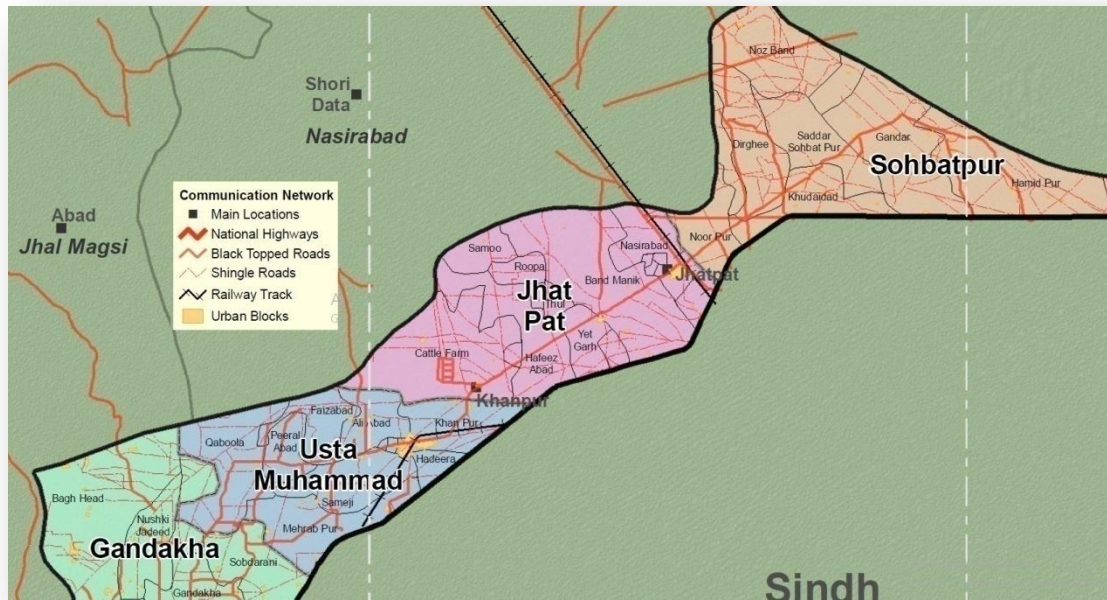 Noz Band
Shori
Data
Nasirabad
Dirghee
Saddar
Sohbat Pur
Gandar
Sohbatpur
Hamid Pur
Khudaidad
Communication Network
Main Locations
National Highways
Black Topped Roads
Shingle Roads
Railway Track
Urban Blocks
Abad
Jhal Magsi
Noor Pur
Samoo
Roopa
Nasirabad
Band Manik
Jhatpat
Jhat
Pat
Thul
Yet
Garh
Cattle Farm
Hafeez
Abad
Khanpur
Faizabad
Ali Abad
Khan Pur
Qaboola
Peeral
Abad
Usta
Muhammad
Hadeera
Sameji
Mehrab Pur
Bagh Head
Nushki
Jadeed
Gandakha
Sobdarani
Gandakha
Sindh